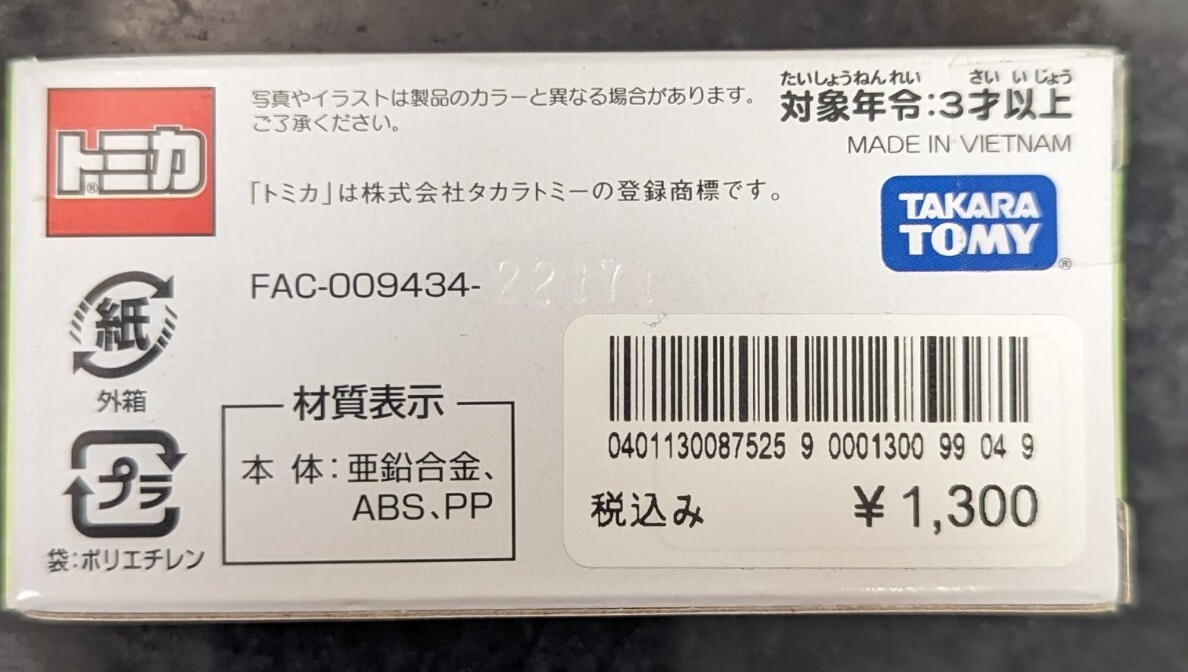 トミカ®
写真やイラストは製品のカラーと異なる場合があります。
ご了承ください。
たいしょうねんれい さいいじょう
対象年令:3才以上
MADE IN VIETNAM
「トミカ」は株式会社タカラトミーの登録商標です。
TAKARA
TOMY®
FAC-009434-
紙
外箱
プラ
袋:ポリエチレン
材質表示
本体:亜鉛合金、
ABS、PP
0401130087525 9 0001300 99 04 9
税込み ¥1,300